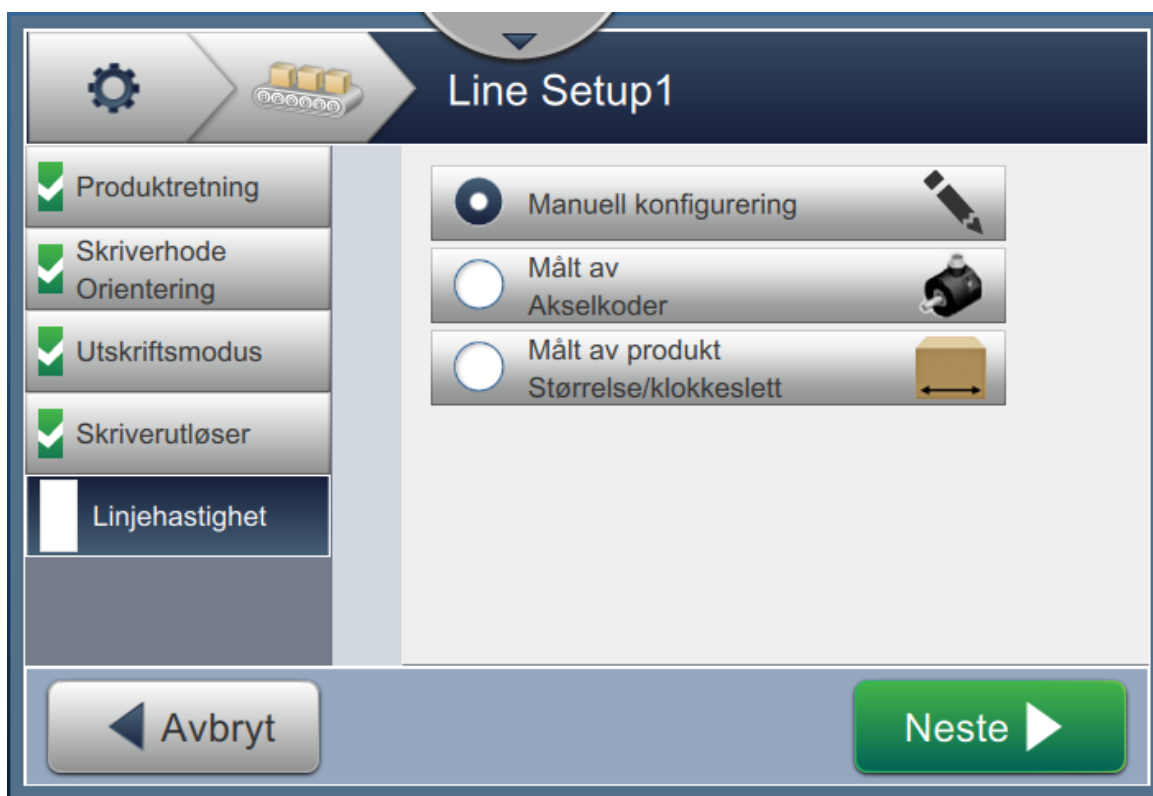 Line Setup1
Produktretning
Skriverhode
Orientering
Utskriftsmodus
Skriverutløser
Linjehastighet
Manuell konfigurering
Målt av
Akselkoder
Målt av produkt
Størrelse/klokkeslett
Avbryt
Neste